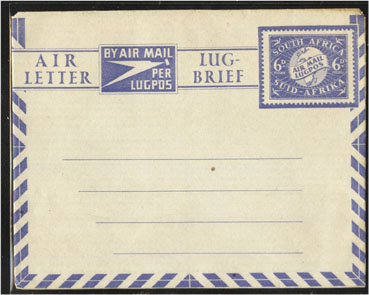 AIR
LETTER
BY AIR MAIL
PER
LUGPOS
LUG-
BRIEF
SOUTH AFRICA
6D 6D
AIR MAIL
LUGPOS
SUID-AFRIKA